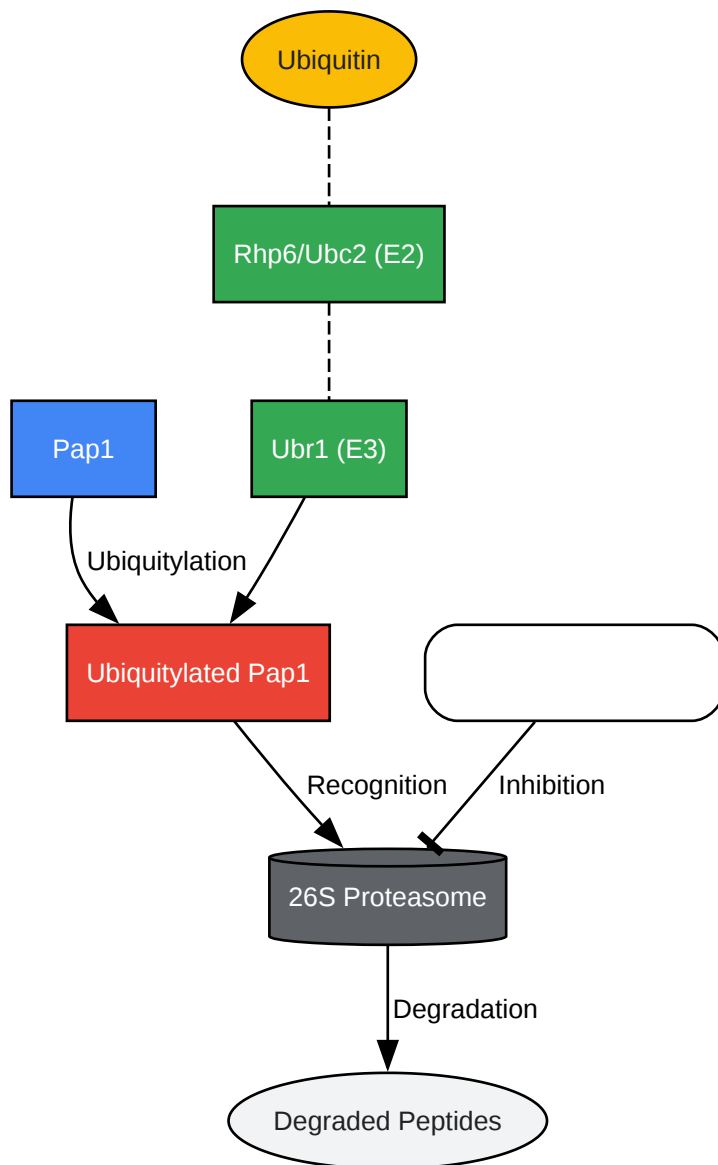 Ubiquitin
Rhp6/Ubc2 (E2)
Pap1
Ubr1 (E3)
Ubiquitylation
Ubiquitylated Pap1
Recognition
Inhibition
26S Proteasome
Degradation
Degraded Peptides